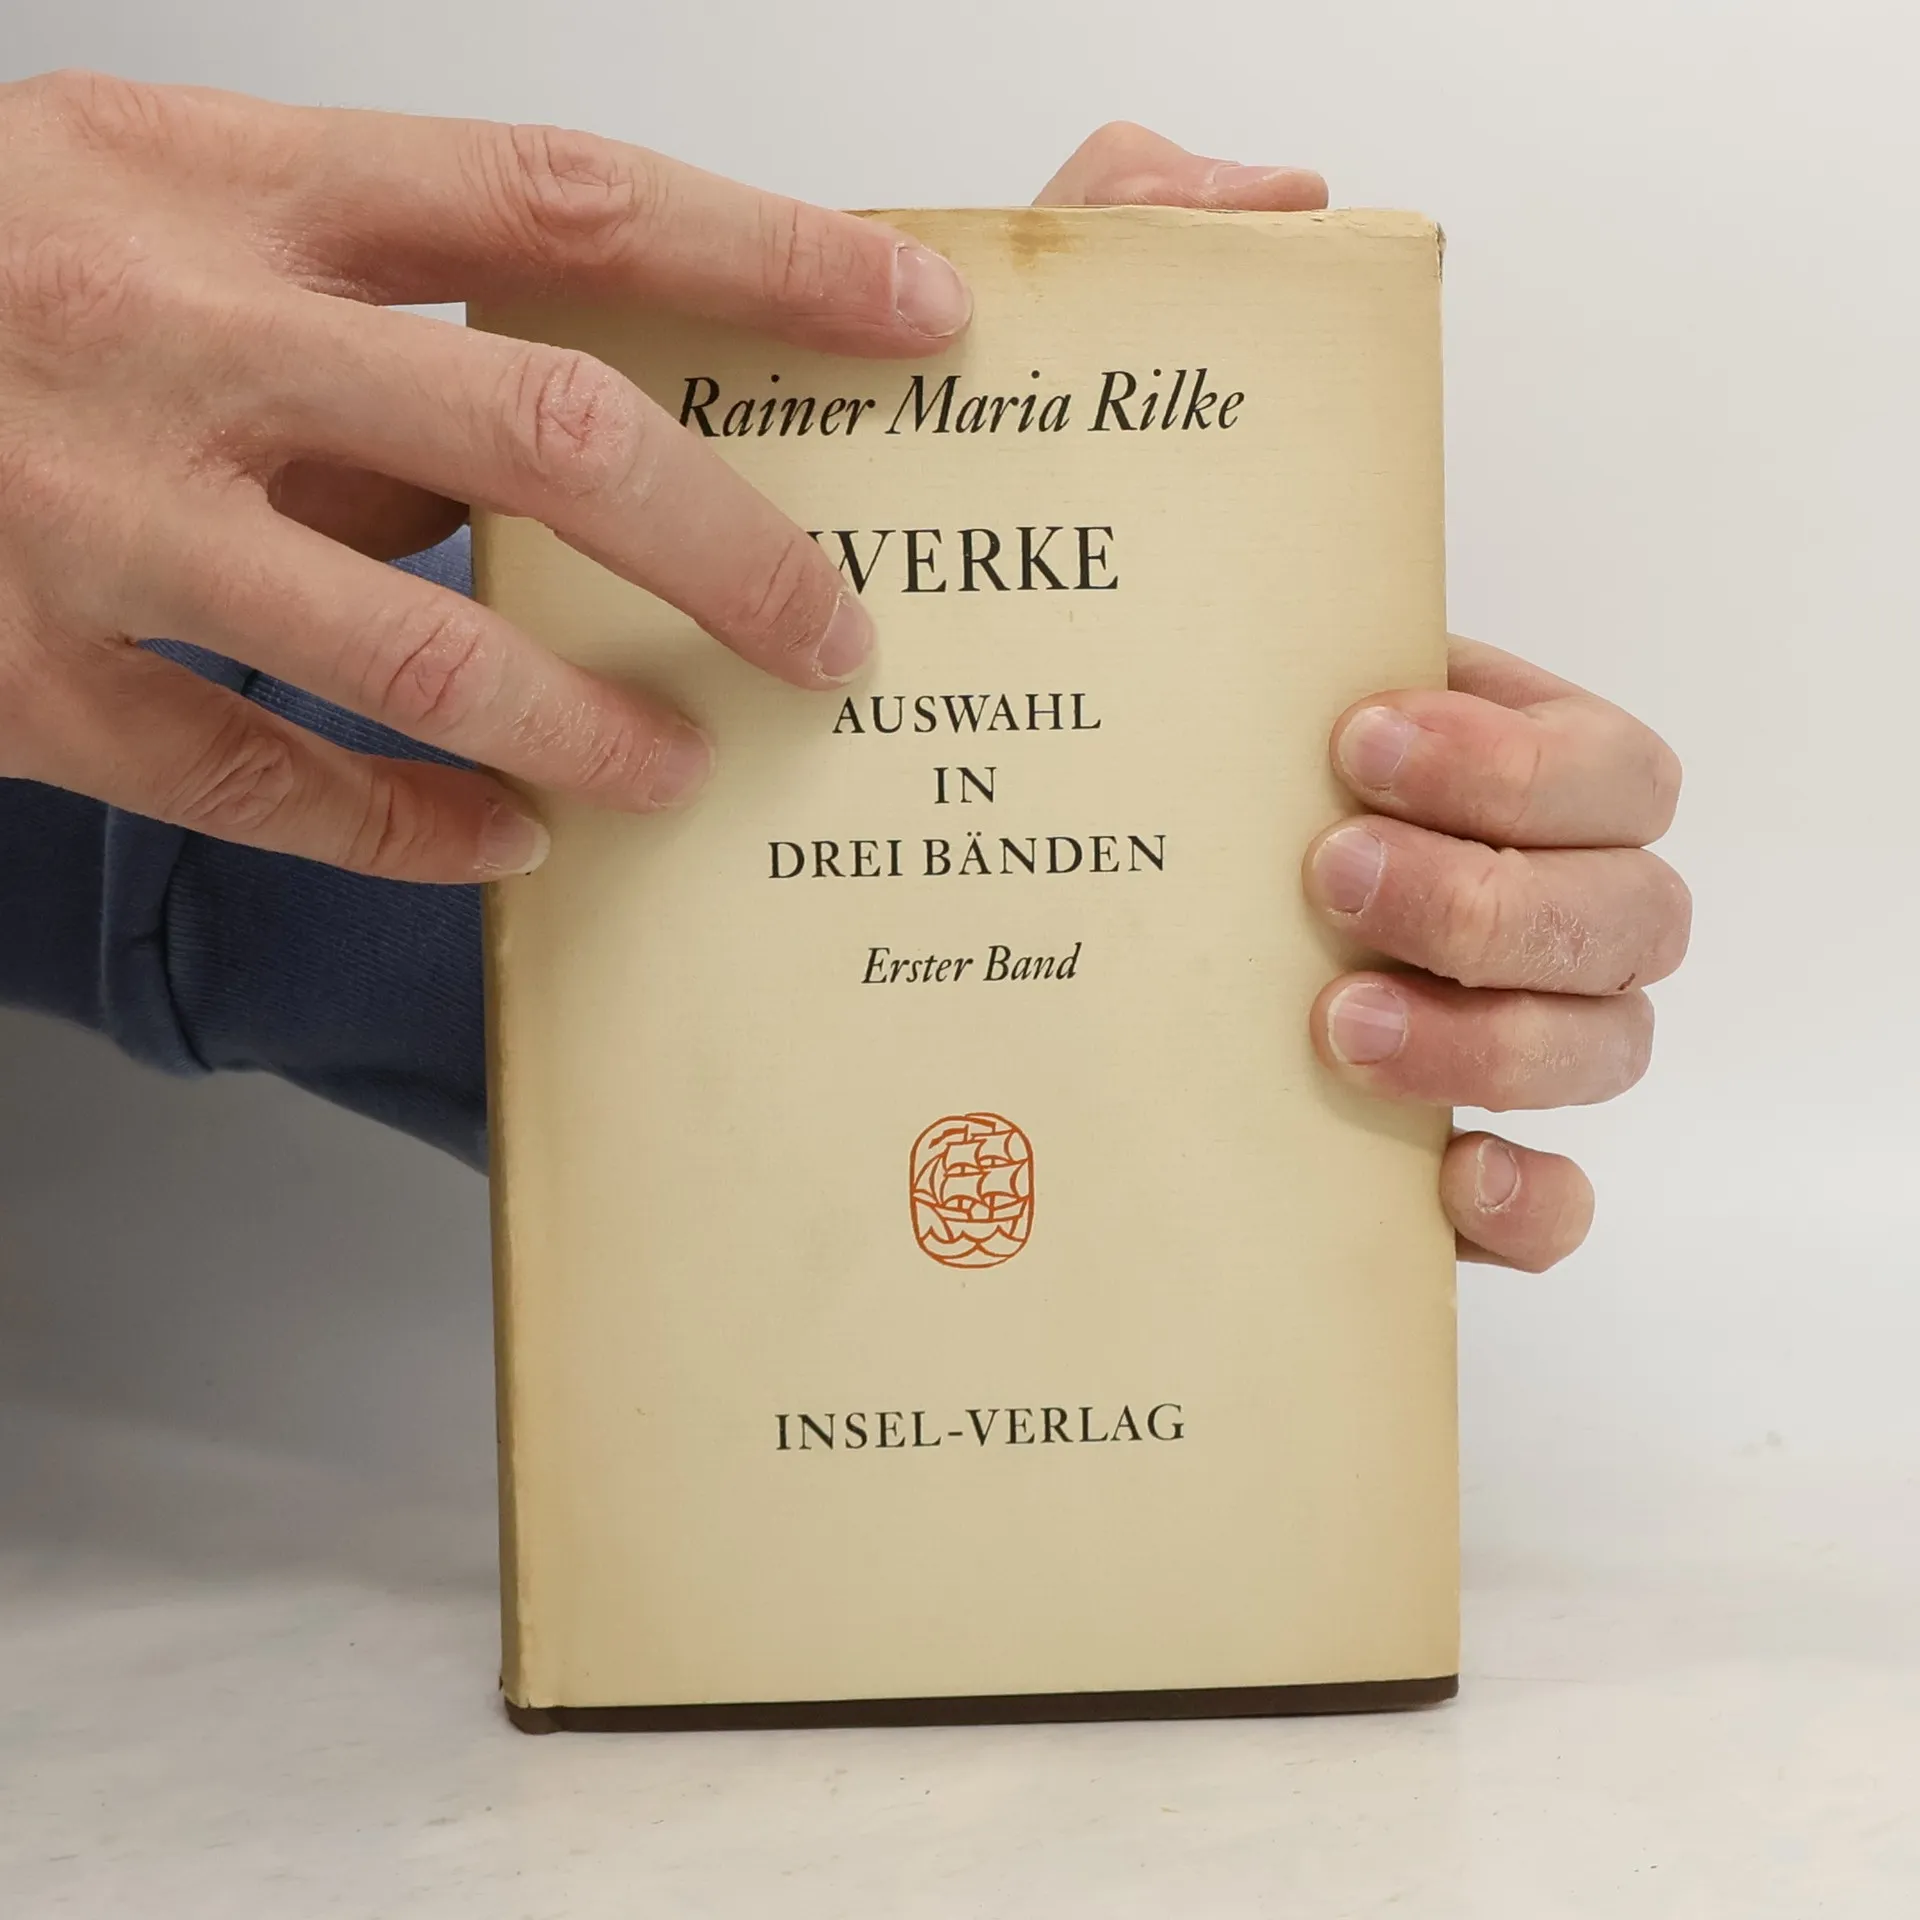 Rainer Maria Rilke
WERKE
AUSWAHL
IN
DREI BÄNDEN
Erster Band
INSEL-VERLAG